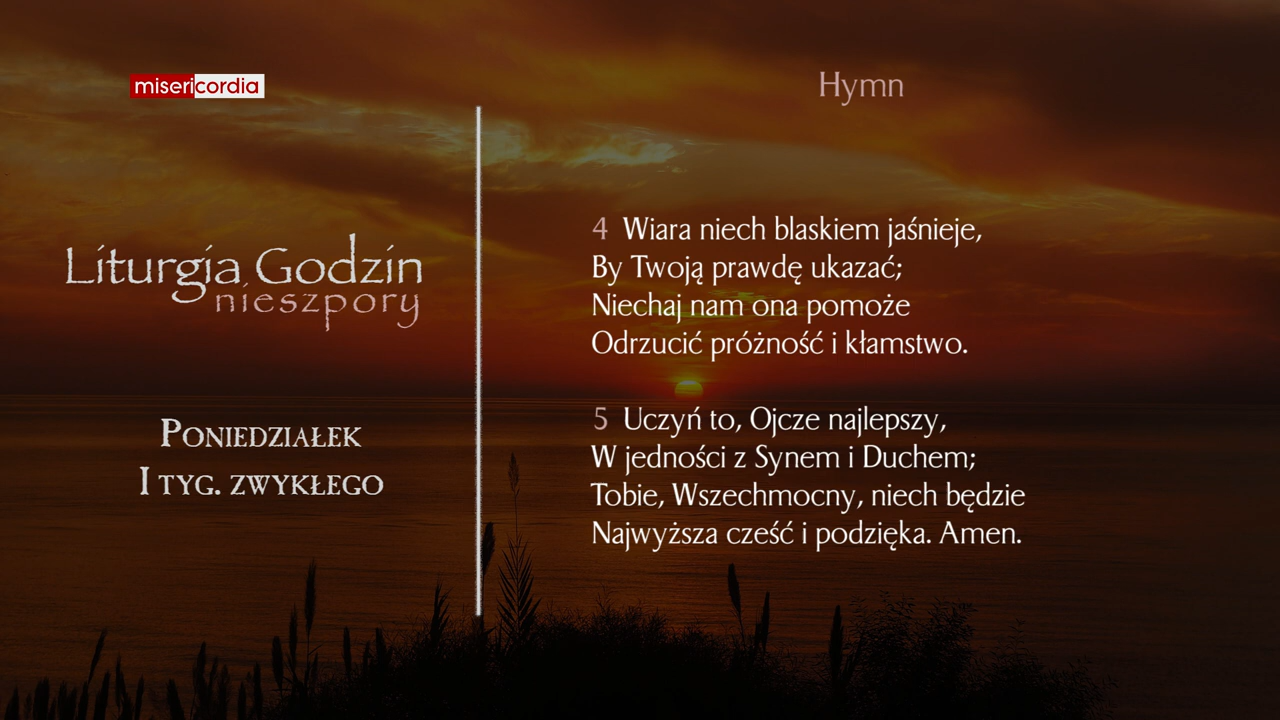 misericordia
Hymn
Liturgia Godzin
nieszpory
Poniedziałek
I tyg. zwykłego
4 Wiara niech blaskiem jaśnieje,
By Twoją prawdę ukazać;
Niechaj nam ona pomoże
Odrzucić próżność i kłamstwo.
5 Uczyń to, Ojcze najlepszy,
W jedności z Synem i Duchem;
Tobie, Wszechmocny, niech będzie
Najwyższa cześć i podzięka. Amen.